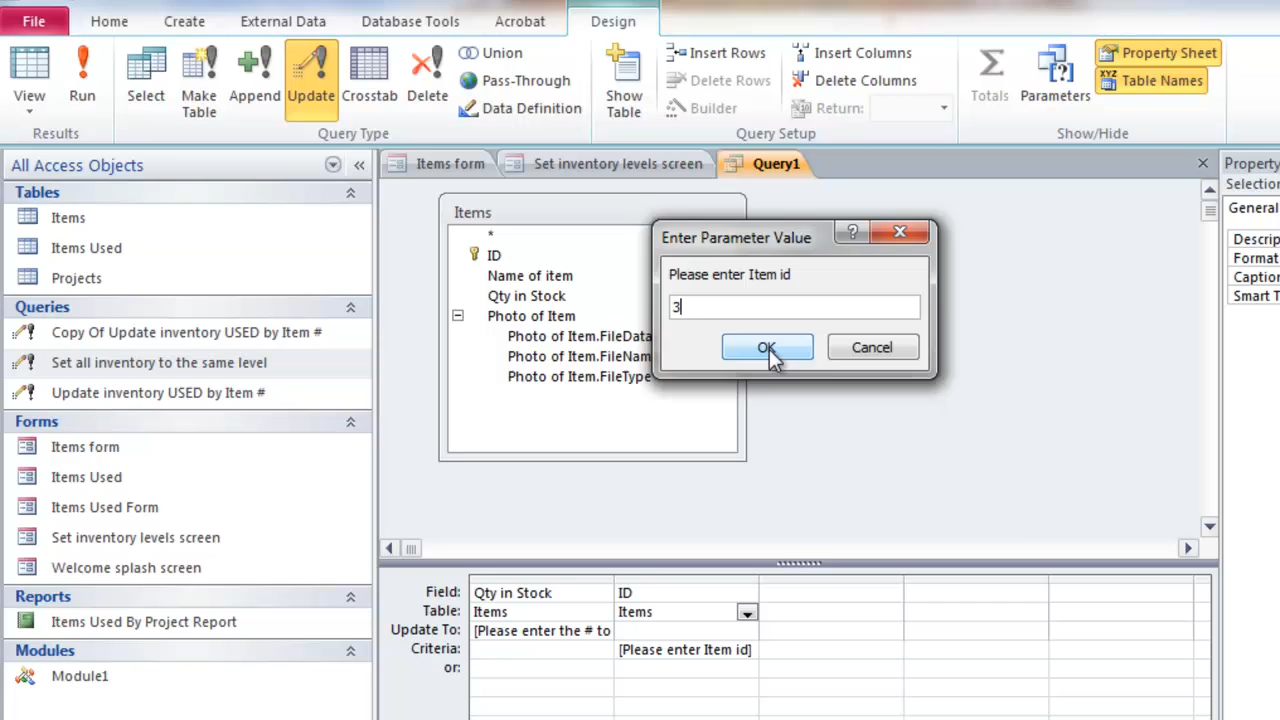 File Home Create External Data Database Tools Acrobat Design
View Run Select Make Table Append Update Crosstab Delete
Union
Pass-Through
Data Definition
Show Table
Insert Rows
Delete Rows
Builder
Insert Columns
Delete Columns
Return:
Totals Parameters
Property Sheet
XYZ Table Names
Results Query Type Query Setup Show/Hide
All Access Objects «
Tables
Items
Items Used
Projects
Queries
Copy Of Update inventory USED by Item #
Set all inventory to the same level
Update inventory USED by Item #
Forms
Items form
Items Used
Items Used Form
Set inventory levels screen
Welcome splash screen
Reports
Items Used By Project Report
Modules
Module1
Items form Set inventory levels screen Query1
Items
*
ID
Name of item
Qty in Stock
Photo of Item
Photo of Item.FileData
Photo of Item.FileNam
Photo of Item.FileType
Enter Parameter Value
?
Please enter Item id
3
OK Cancel
Property
Selection
General
Descrip
Format
Caption
Smart T
Field: Qty in Stock ID
Table: Items Items
Update To: [Please enter the # to
Criteria: [Please enter Item id]
or: